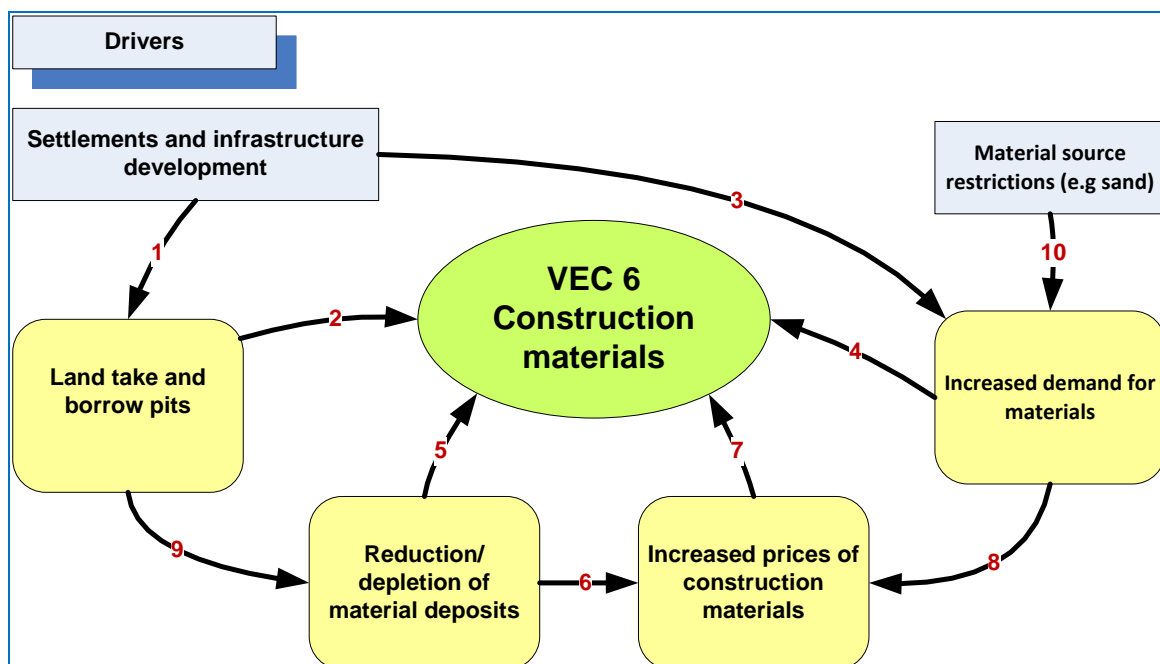 Drivers
Settlements and infrastructure
development
Material source
restrictions (e.g sand)
3
1
10
VEC 6
Construction
materials
2
4
Land take and
borrow pits
Increased demand for
materials
5
7
9
8
6
Reduction/
depletion of
material deposits
Increased prices of
construction
materials